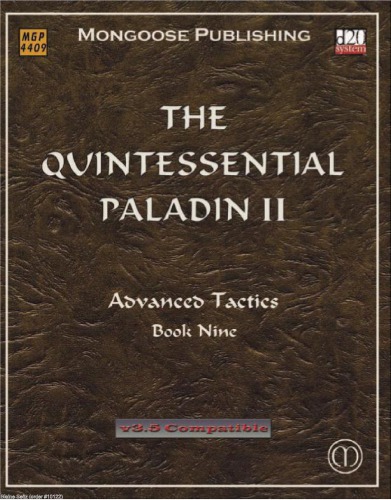 MGP
4409
MONGOOSE PUBLISHING
d20
system
THE
QUINTESSENTIAL
PALADIN II
Advanced Tactics
Book Nine
v3.5 Compatible
M